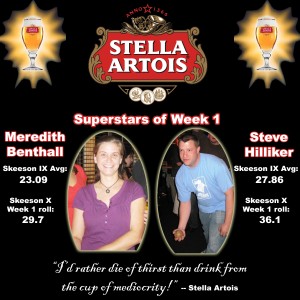 ANNO 1366
STELLA
ARTOIS
Superstars of Week 1
Meredith
Benthall
Skeeson IX Avg:
23.09
Skeeson X
Week 1 roll:
29.7
Steve
Hilliker
Skeeson IX Avg:
27.86
Skeeson X
Week 1 roll:
36.1
"I'd rather die of thirst than drink from
the cup of mediocrity!" -- Stella Artois